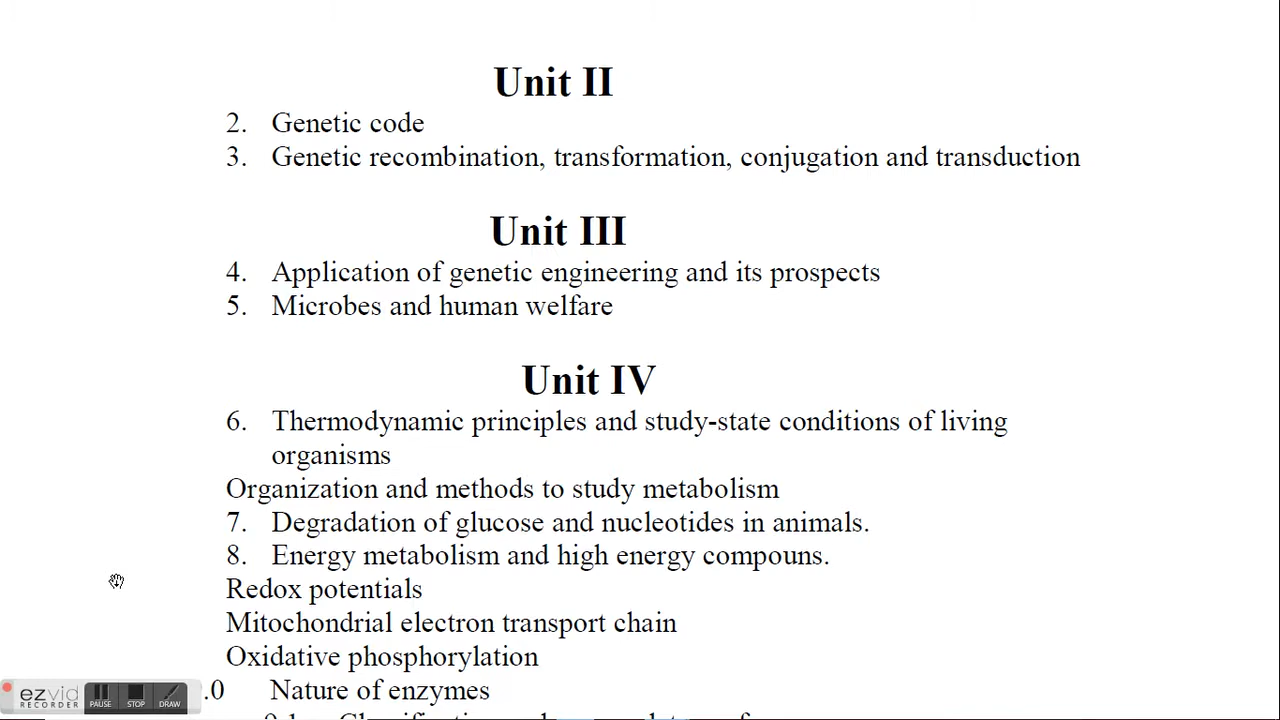 Unit II
2. Genetic code
3. Genetic recombination, transformation, conjugation and transduction
Unit III
4. Application of genetic engineering and its prospects
5. Microbes and human welfare
Unit IV
6. Thermodynamic principles and study-state conditions of living
organisms
Organization and methods to study metabolism
7. Degradation of glucose and nucleotides in animals.
8. Energy metabolism and high energy compouns.
Redox potentials
Mitochondrial electron transport chain
Oxidative phosphorylation
.0 Nature of enzymes
ezvid
RECORDER
PAUSE STOP DRAW